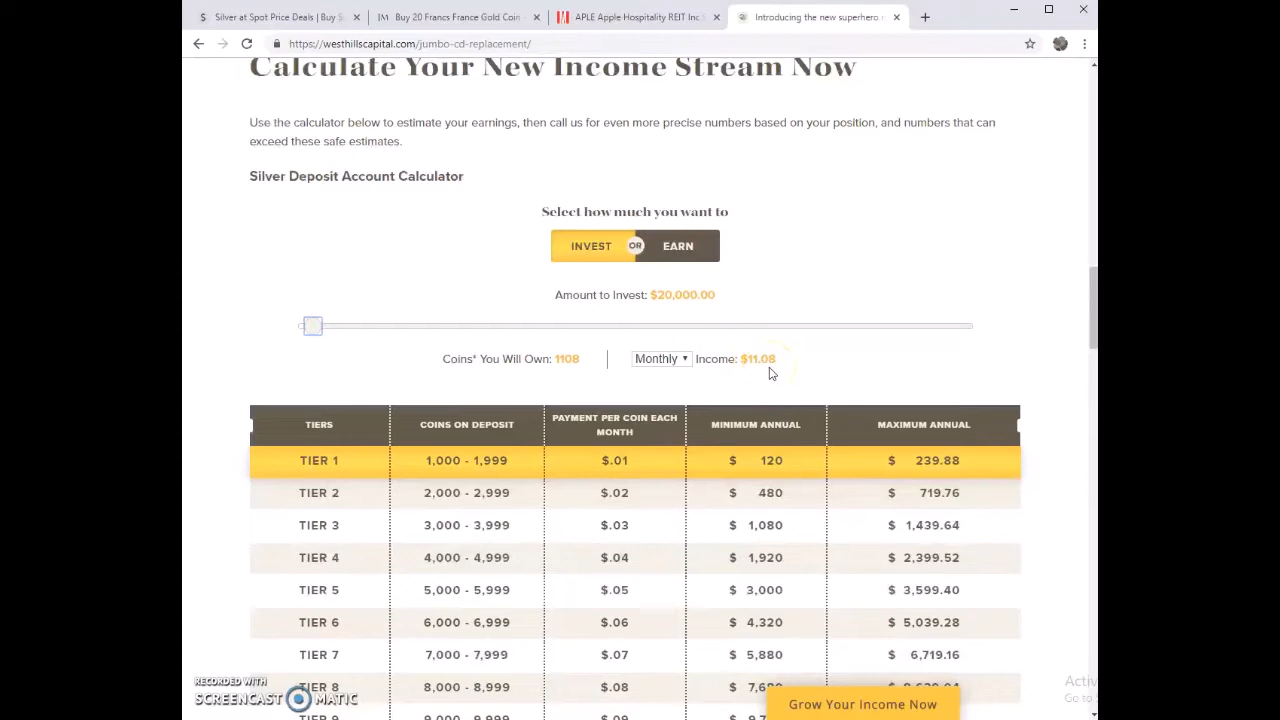 Silver at Spot Price Deals | Buy S
Buy 20 Francs France Gold Coin
APLE Apple Hospitality REIT Inc S
Introducing the new superhero
https://westhillscapital.com/jumbo-cd-replacement/
Calculate Your New Income Stream Now
Use the calculator below to estimate your earnings, then call us for even more precise numbers based on your position, and numbers that can
exceed these safe estimates.
Silver Deposit Account Calculator
Select how much you want to
INVEST OR EARN
Amount to Invest: $20,000.00
Coins* You Will Own: 1108
Monthly Income: $11.08
TIERS COINS ON DEPOSIT PAYMENT PER COIN EACH MONTH MINIMUM ANNUAL MAXIMUM ANNUAL
TIER 1 1,000 - 1,999 $.01 $ 120 $ 239.88
TIER 2 2,000 - 2,999 $.02 $ 480 $ 719.76
TIER 3 3,000 - 3,999 $.03 $ 1,080 $ 1,439.64
TIER 4 4,000 - 4,999 $.04 $ 1,920 $ 2,399.52
TIER 5 5,000 - 5,999 $.05 $ 3,000 $ 3,599.40
TIER 6 6,000 - 6,999 $.06 $ 4,320 $ 5,039.28
TIER 7 7,000 - 7,999 $.07 $ 5,880 $ 6,719.16
TIER 8 8,000 - 8,999 $.08
Grow Your Income Now
RECORDED WITH
SCREENCAST MATIC
Activ
Go to